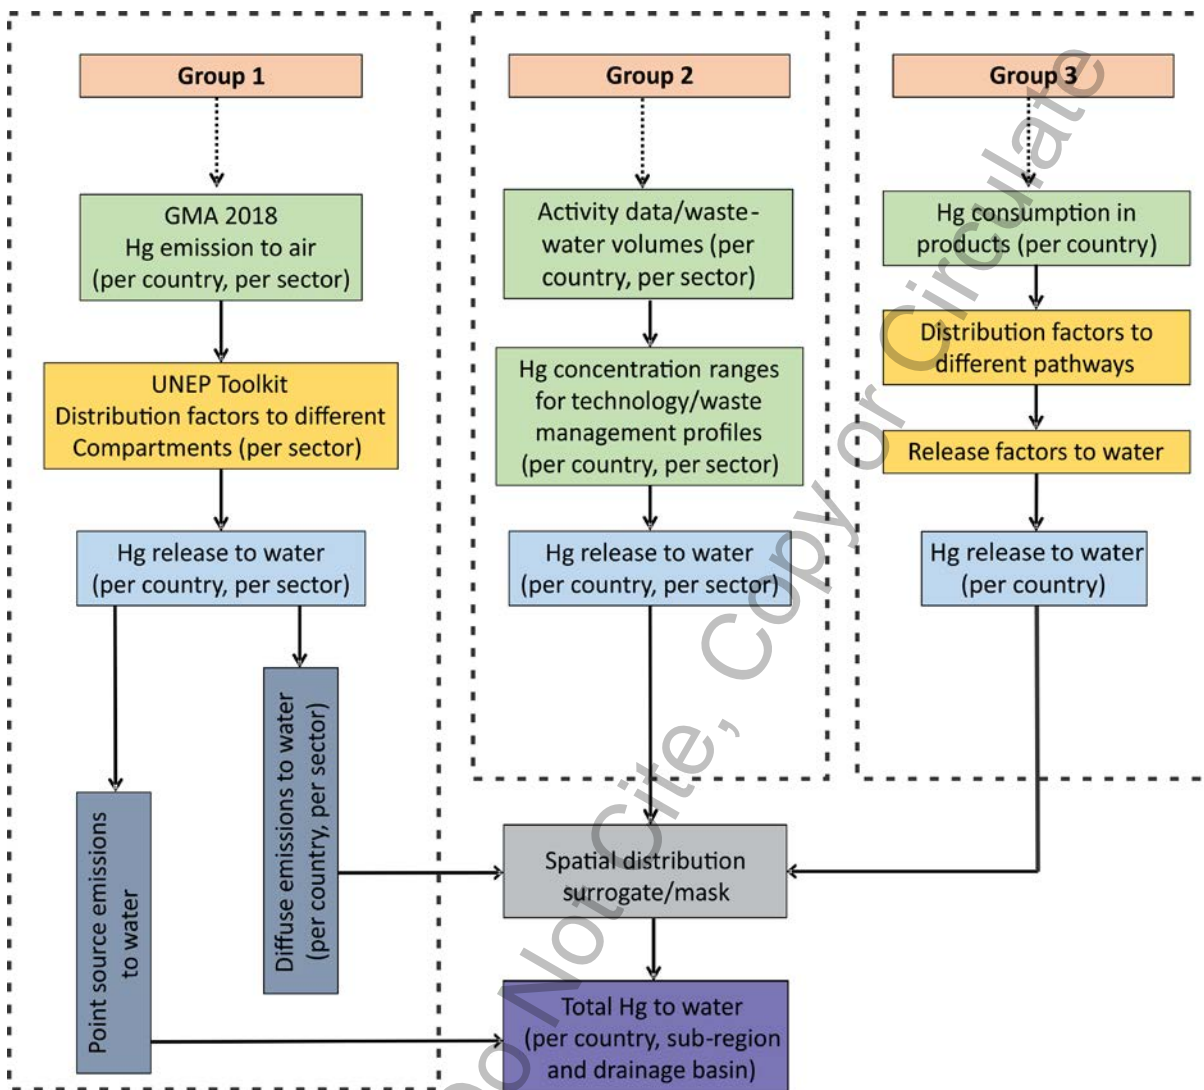 Group 1
GMA 2018
Hg emission to air
(per country, per sector)
UNEP Toolkit
Distribution factors to different
Compartments (per sector)
Hg release to water
(per country, per sector)
Point source emissions
to water
Diffuse emissions to water
(per country, per sector)
Group 2
Activity data/waste-
water volumes (per
country, per sector)
Hg concentration ranges
for technology/waste
management profiles
(per country, per sector)
Hg release to water
(per country, per sector)
Group 3
Hg consumption in
products (per country)
Distribution factors to
different pathways
Release factors to water
Hg release to water
(per country)
Spatial distribution
surrogate/mask
Total Hg to water
(per country, sub-region
and drainage basin)
Do Not Cite, Copy or Circulate